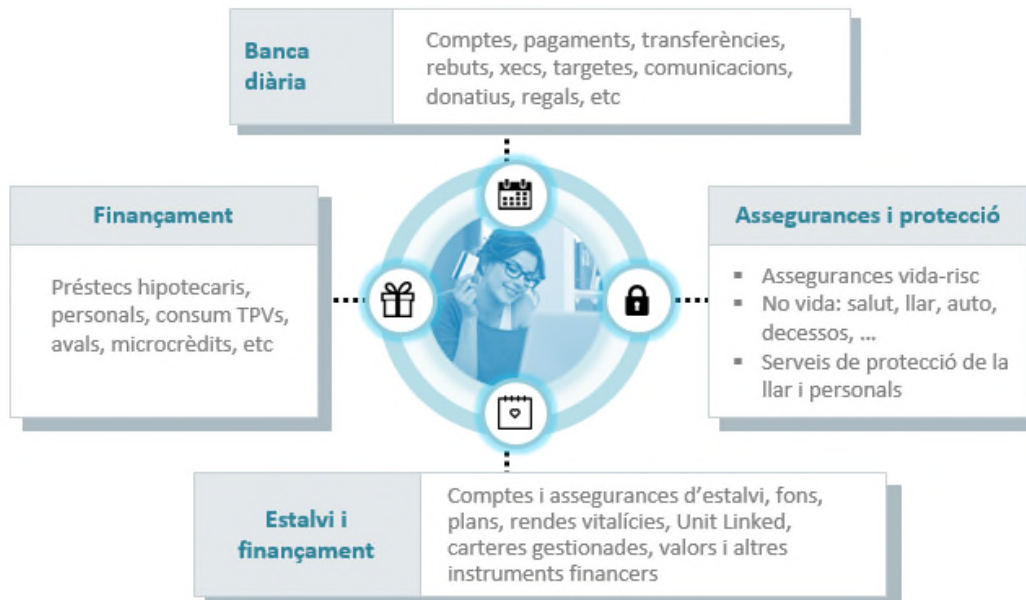 Banca
diària
Comptes, pagaments, transferències,
rebuts, xecs, targetes, comunicacions,
donatius, regals, etc
Finançament
Préstecs hipotecaris,
personals, consum TPVs,
avals, microcrèdits, etc
Assegurances i protecció
▪ Assegurances vida-risc
▪ No vida: salut, llar, auto,
decessos, ...
▪ Serveis de protecció de la
llar i personals
Estalvi i
finançament
Comptes i assegurances d’estalvi, fons,
plans, rendes vitalícies, Unit Linked,
carteres gestionades, valors i altres
instruments financers